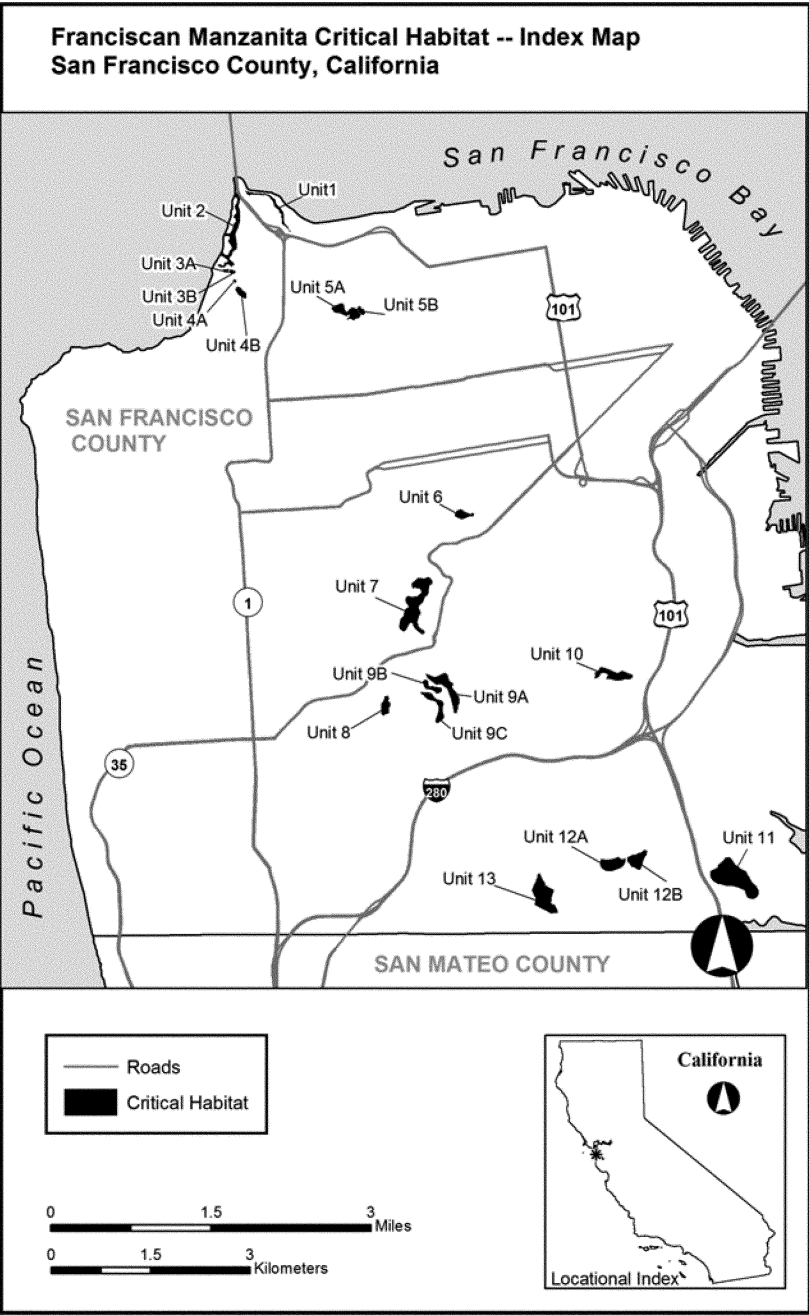 Franciscan Manzanita Critical Habitat -- Index Map
San Francisco County, California
San Francisco Bay
Unit1
Unit 2
Unit 3A
Unit 3B
Unit 4A
Unit 4B
Unit 5A
Unit 5B
101
SAN FRANCISCO
COUNTY
Unit 6
Unit 7
1
101
Unit 10
Unit 9B
Unit 9A
Unit 8
Unit 9C
35
280
Pacific Ocean
Unit 12A
Unit 11
Unit 13
Unit 12B
SAN MATEO COUNTY
Roads
Critical Habitat
California
Locational Index
0 1.5 3
Miles
0 1.5 3
Kilometers